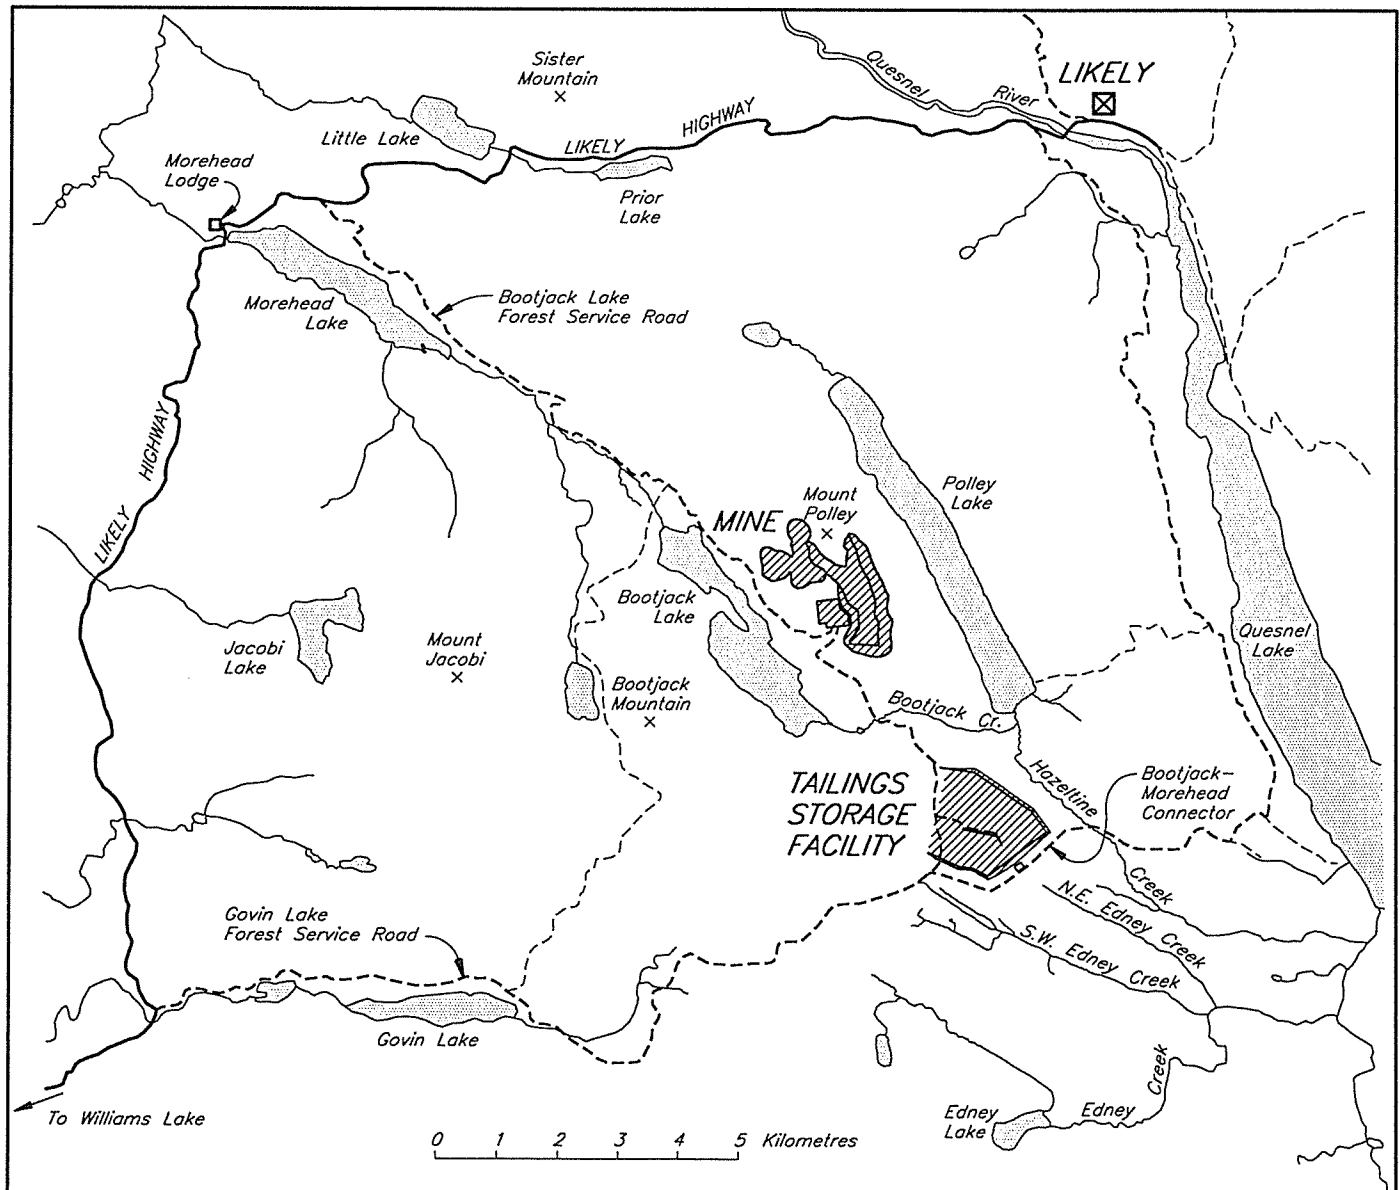 Sister
Mountain
Quesnel
River
LIKELY
HIGHWAY
LIKELY
Little Lake
Morehead
Lodge
Prior
Lake
Morehead
Lake
Bootjack Lake
Forest Service Road
HIGHWAY
LIKELY
Polley
Lake
Mount
Polley
MINE
Bootjack
Lake
Jacobi
Lake
Mount
Jacobi
Bootjack
Mountain
Quesnel
Lake
Bootjack Cr.
Hazeltine
Creek
Bootjack–
Morehead
Connector
TAILINGS
STORAGE
FACILITY
N.E. Edney Creek
S.W. Edney Creek
Govin Lake
Forest Service Road
Govin Lake
Edney
Lake
Edney
Creek
To Williams Lake
0 1 2 3 4 5 Kilometres